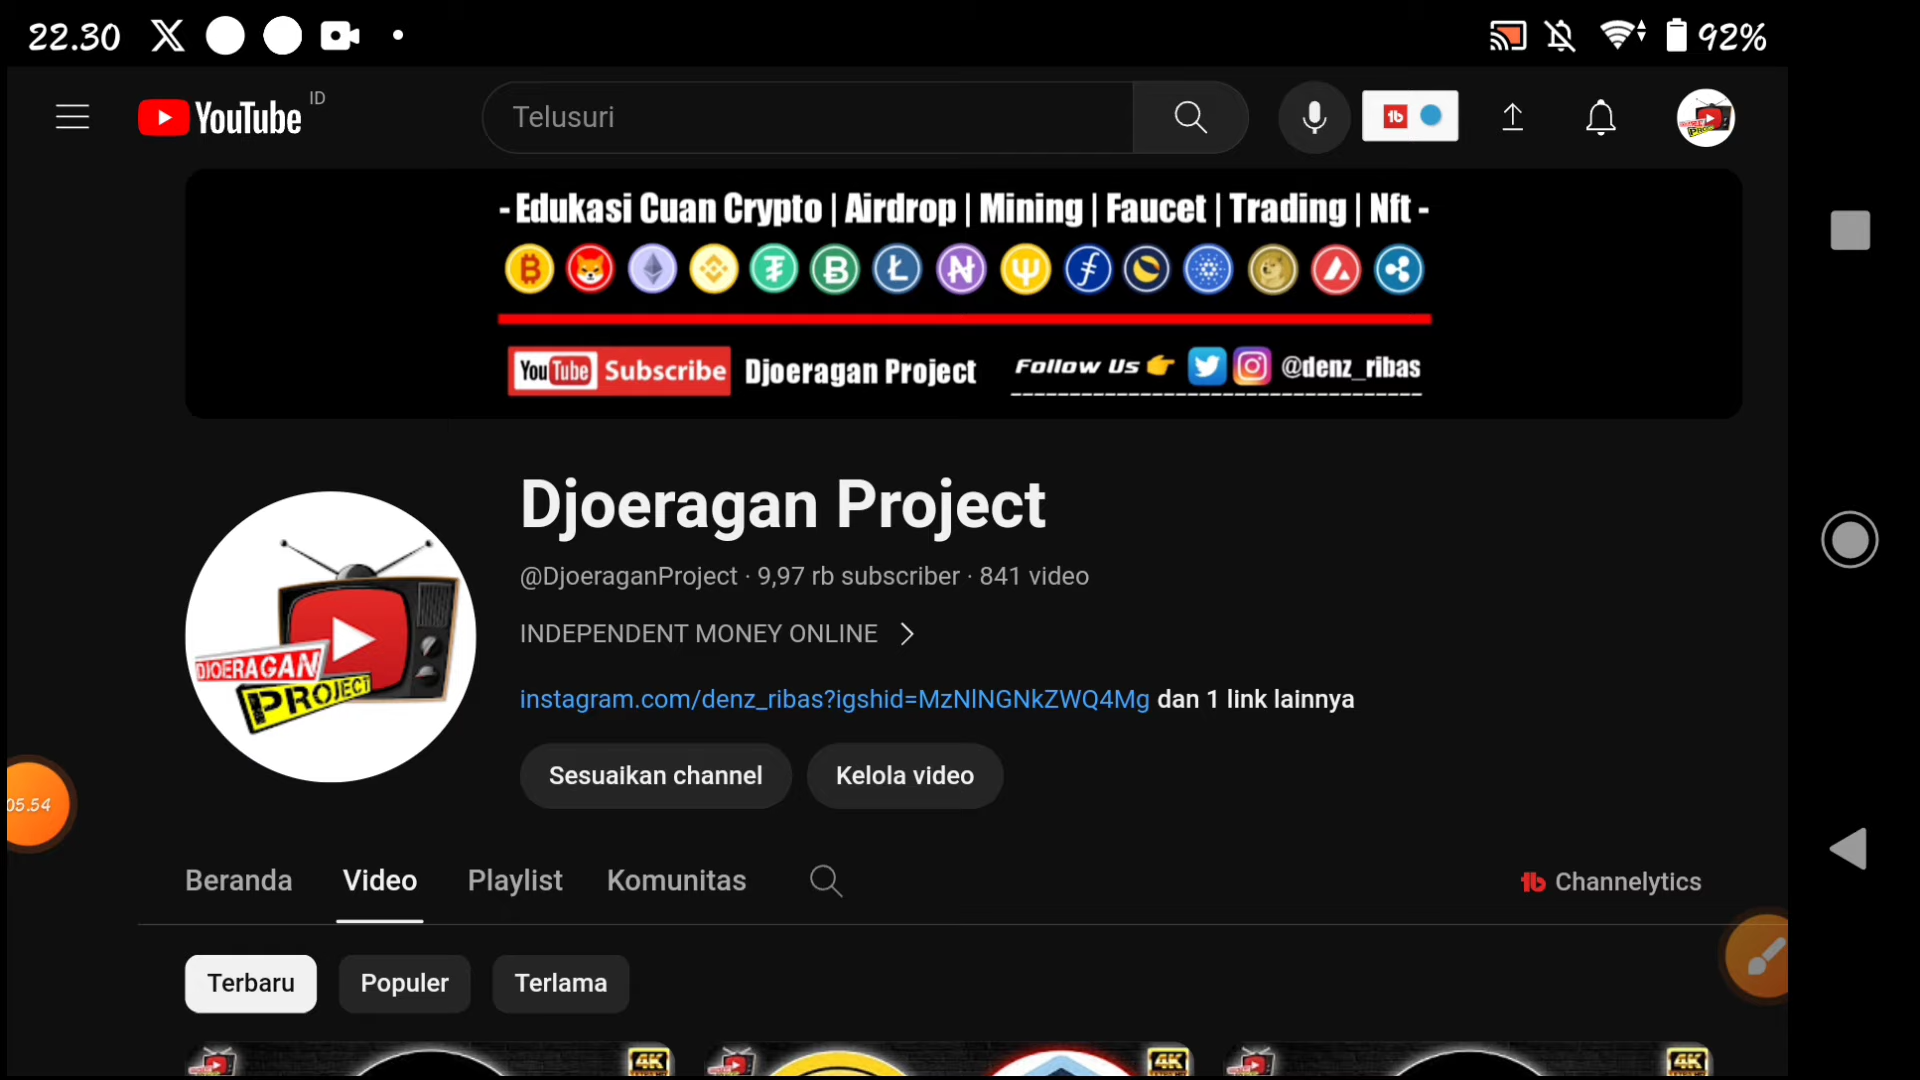 22.30
92%
YouTube ID
Telusuri
- Edukasi Cuan Crypto | Airdrop | Mining | Faucet | Trading | Nft -
YouTube Subscribe Djoeragan Project Follow Us @denz_ribas
Djoeragan Project
@DjoeraganProject · 9,97 rb subscriber · 841 video
INDEPENDENT MONEY ONLINE
instagram.com/denz_ribas?igshid=MzNlNGNkZWQ4Mg dan 1 link lainnya
DJOERAGAN
PROJECT
Sesuaikan channel
Kelola video
05.54
Beranda
Video
Playlist
Komunitas
Channelytics
Terbaru
Populer
Terlama
4K
4K
4K